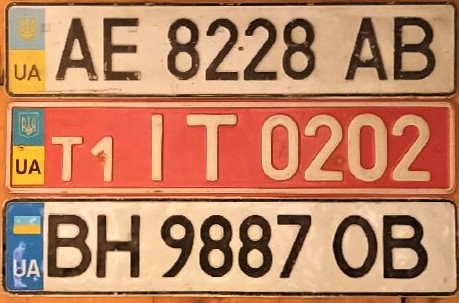 UA AE 8228 AB
UA T1 IT 0202
UA BH 9887 OB